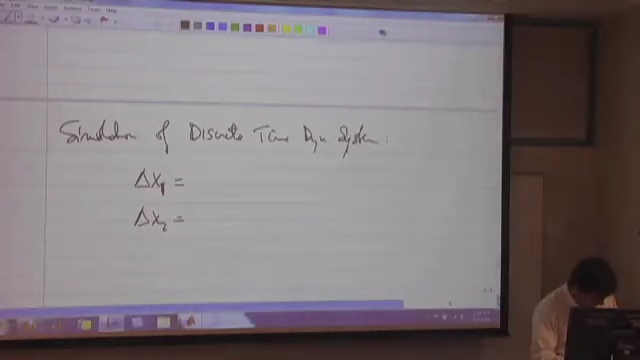 Simulation of Discrete Time Dyn System:
Δx₁ =
Δx₂ =